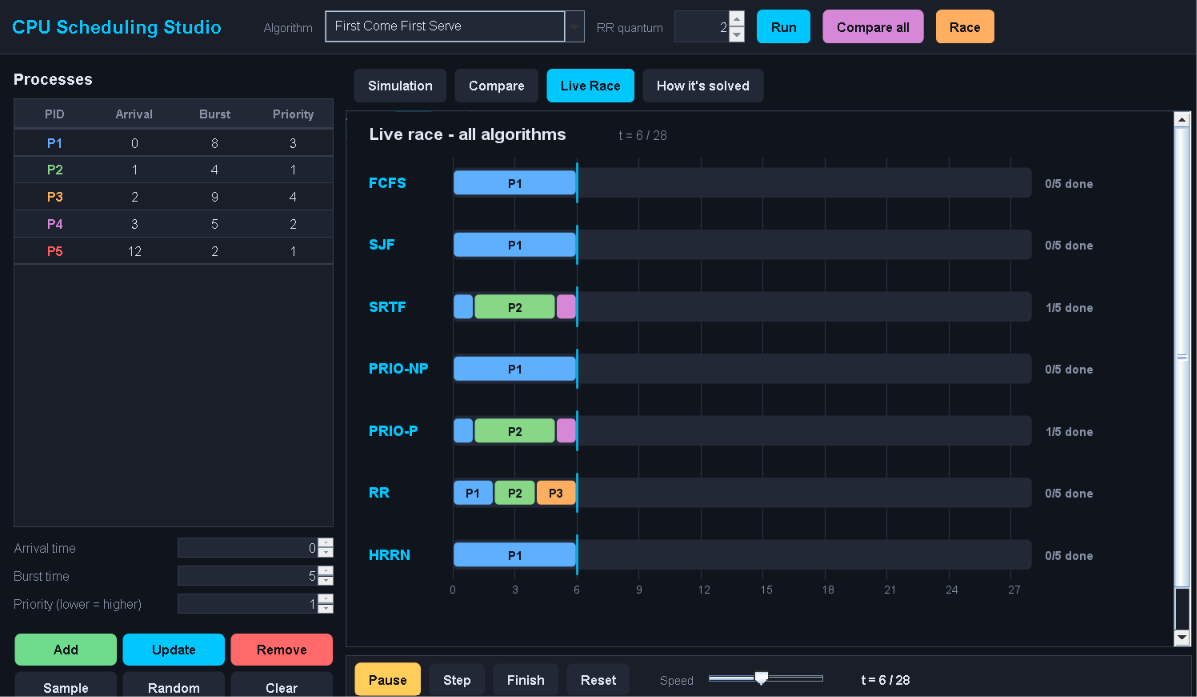 CPU Scheduling Studio Algorithm First Come First Serve RR quantum 2 Run Compare all Race
Processes
PID Arrival Burst Priority
P1 0 8 3
P2 1 4 1
P3 2 9 4
P4 3 5 2
P5 12 2 1
Arrival time 0
Burst time 5
Priority (lower = higher) 1
Add Update Remove
Sample Random Clear
Simulation Compare Live Race How it's solved
Live race - all algorithms t = 6 / 28
FCFS P1 0/5 done
SJF P1 0/5 done
SRTF P2 1/5 done
PRIO-NP P1 0/5 done
PRIO-P P2 1/5 done
RR P1 P2 P3 0/5 done
HRRN P1 0/5 done
0 3 6 9 12 15 18 21 24 27
Pause Step Finish Reset Speed t = 6 / 28